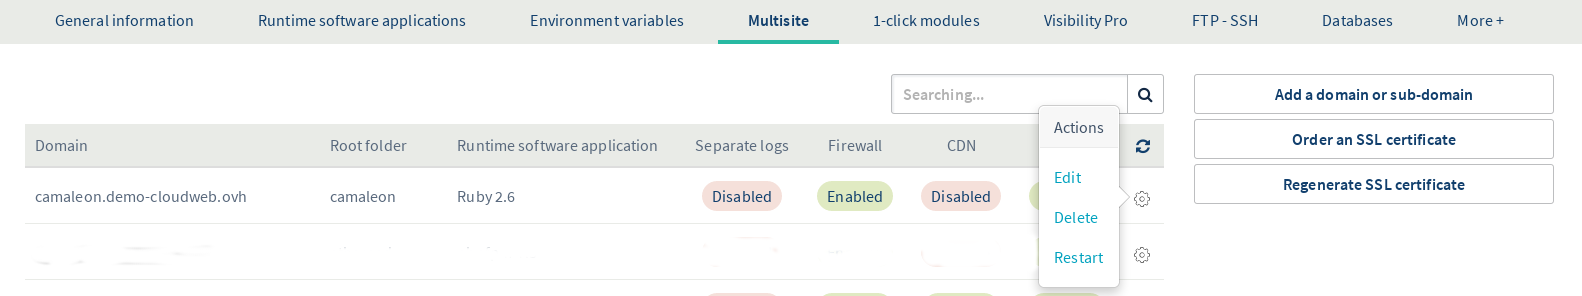 General information Runtime software applications Environment variables Multisite 1-click modules Visibility Pro FTP - SSH Databases More +
Searching...
Add a domain or sub-domain
Order an SSL certificate
Regenerate SSL certificate
Domain Root folder Runtime software application Separate logs Firewall CDN
camaleon.demo-cloudweb.ovh camaleon Ruby 2.6 Disabled Enabled Disabled
Actions
Edit
Delete
Restart